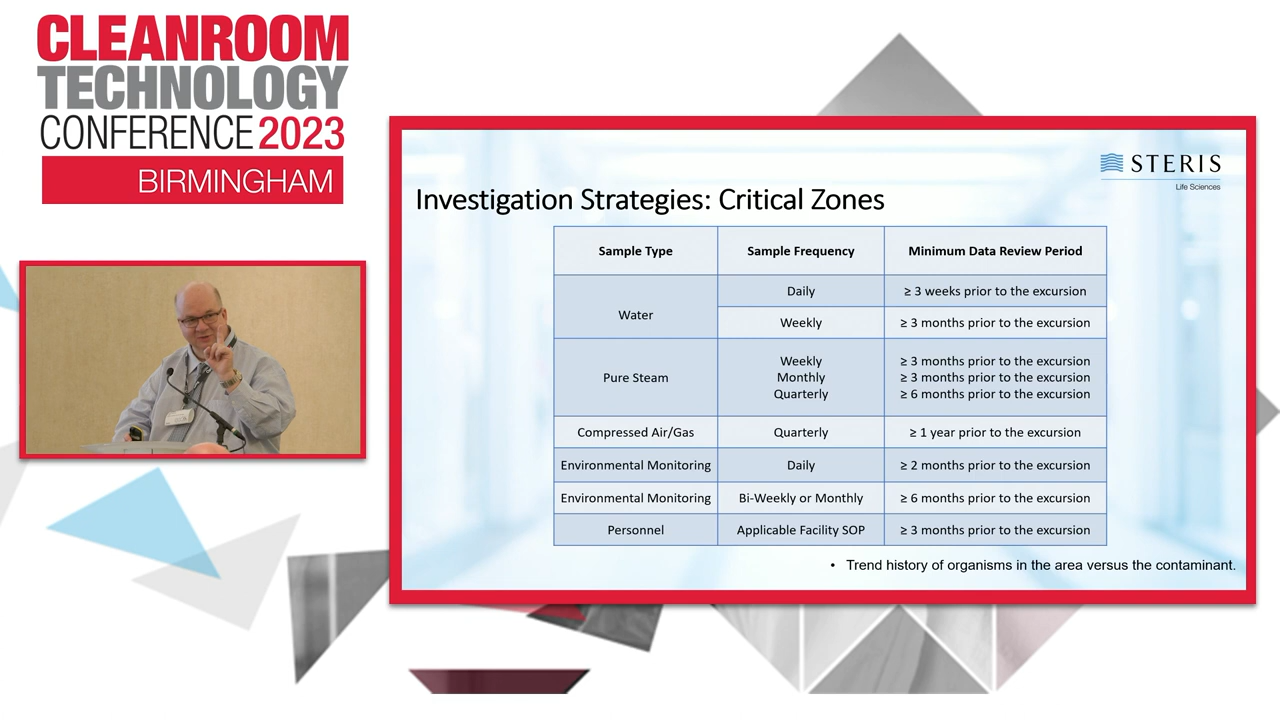 CLEANROOM
TECHNOLOGY
CONFERENCE 2023
BIRMINGHAM
STERIS
Life Sciences
Investigation Strategies: Critical Zones
Sample Type Sample Frequency Minimum Data Review Period
Water Daily ≥ 3 weeks prior to the excursion
Weekly ≥ 3 months prior to the excursion
Pure Steam Weekly ≥ 3 months prior to the excursion
Monthly ≥ 3 months prior to the excursion
Quarterly ≥ 6 months prior to the excursion
Compressed Air/Gas Quarterly ≥ 1 year prior to the excursion
Environmental Monitoring Daily ≥ 2 months prior to the excursion
Environmental Monitoring Bi-Weekly or Monthly ≥ 6 months prior to the excursion
Personnel Applicable Facility SOP ≥ 3 months prior to the excursion
• Trend history of organisms in the area versus the contaminant.